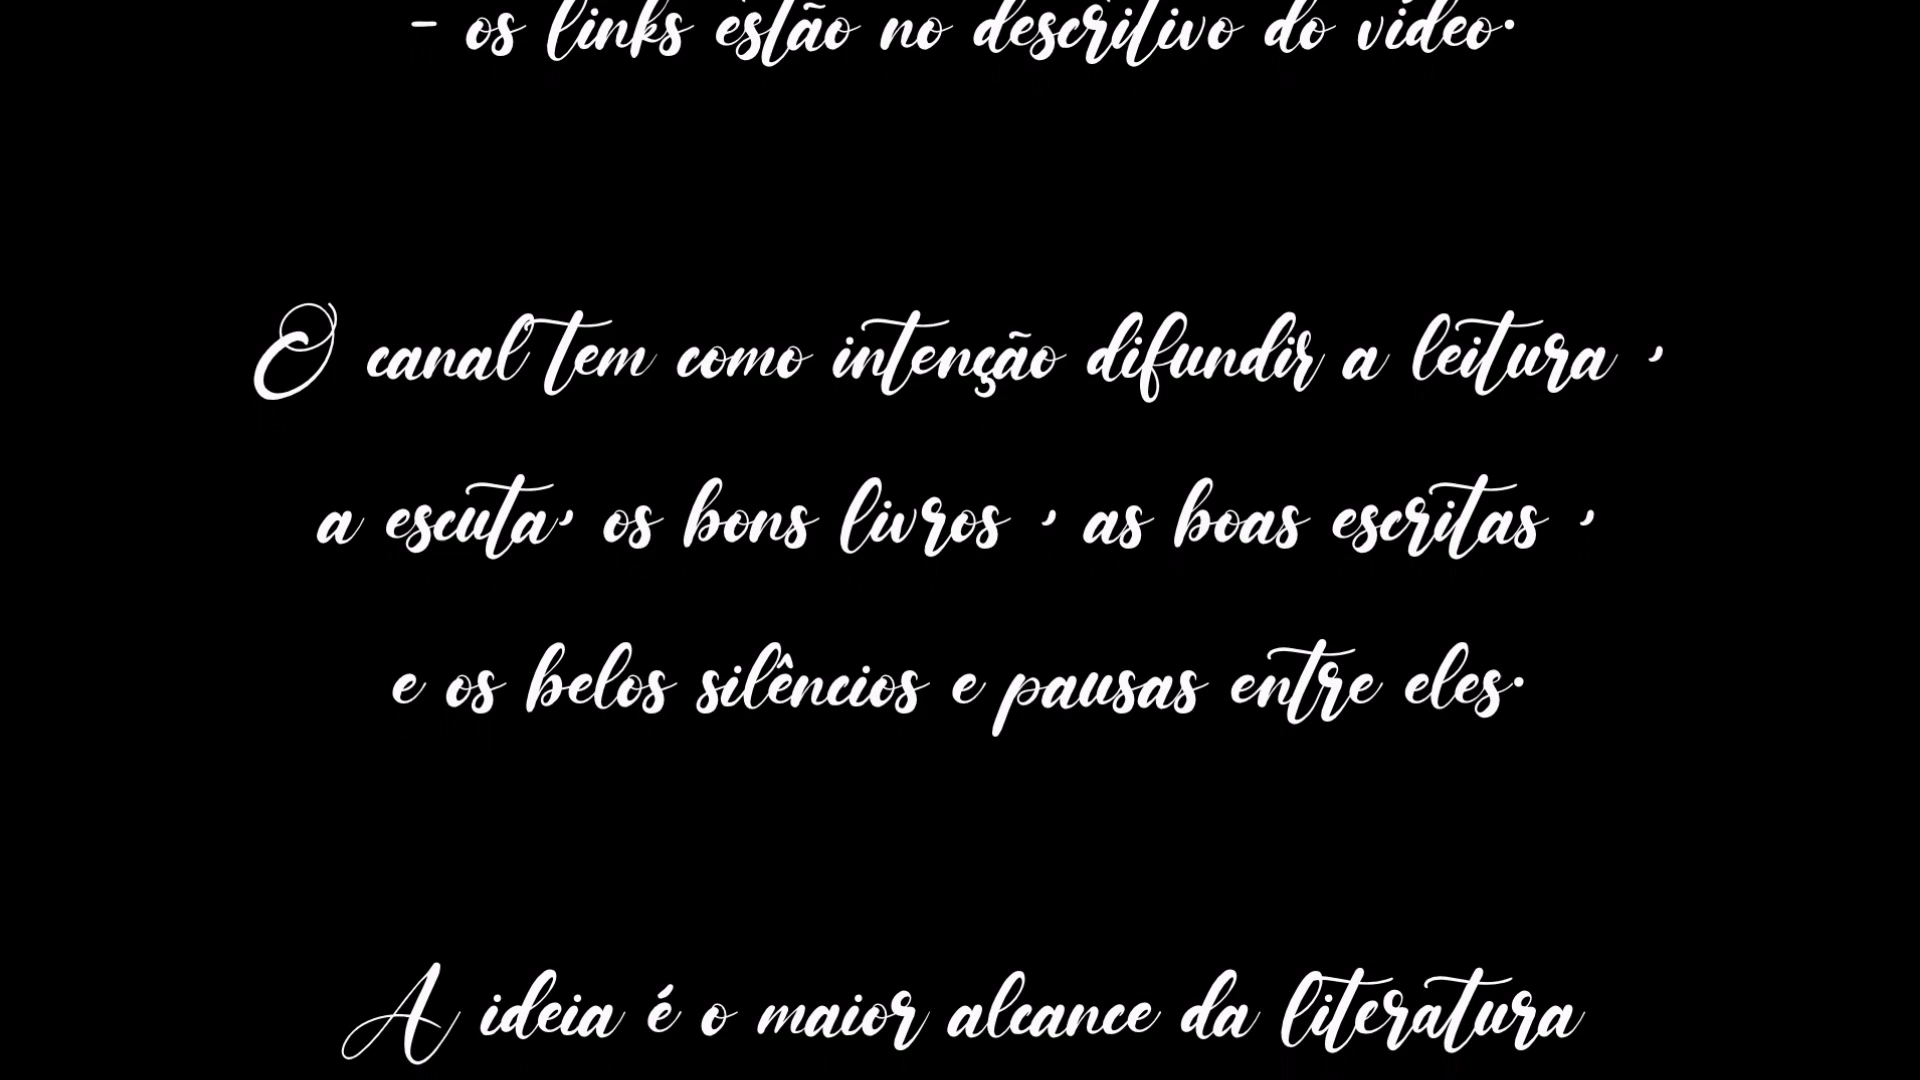 - os links estão no descritivo do vídeo.
O canal tem como intenção difundir a leitura ,
a escuta, os bons livros , as boas escritas ,
e os belos silêncios e pausas entre eles.
A ideia é o maior alcance da literatura